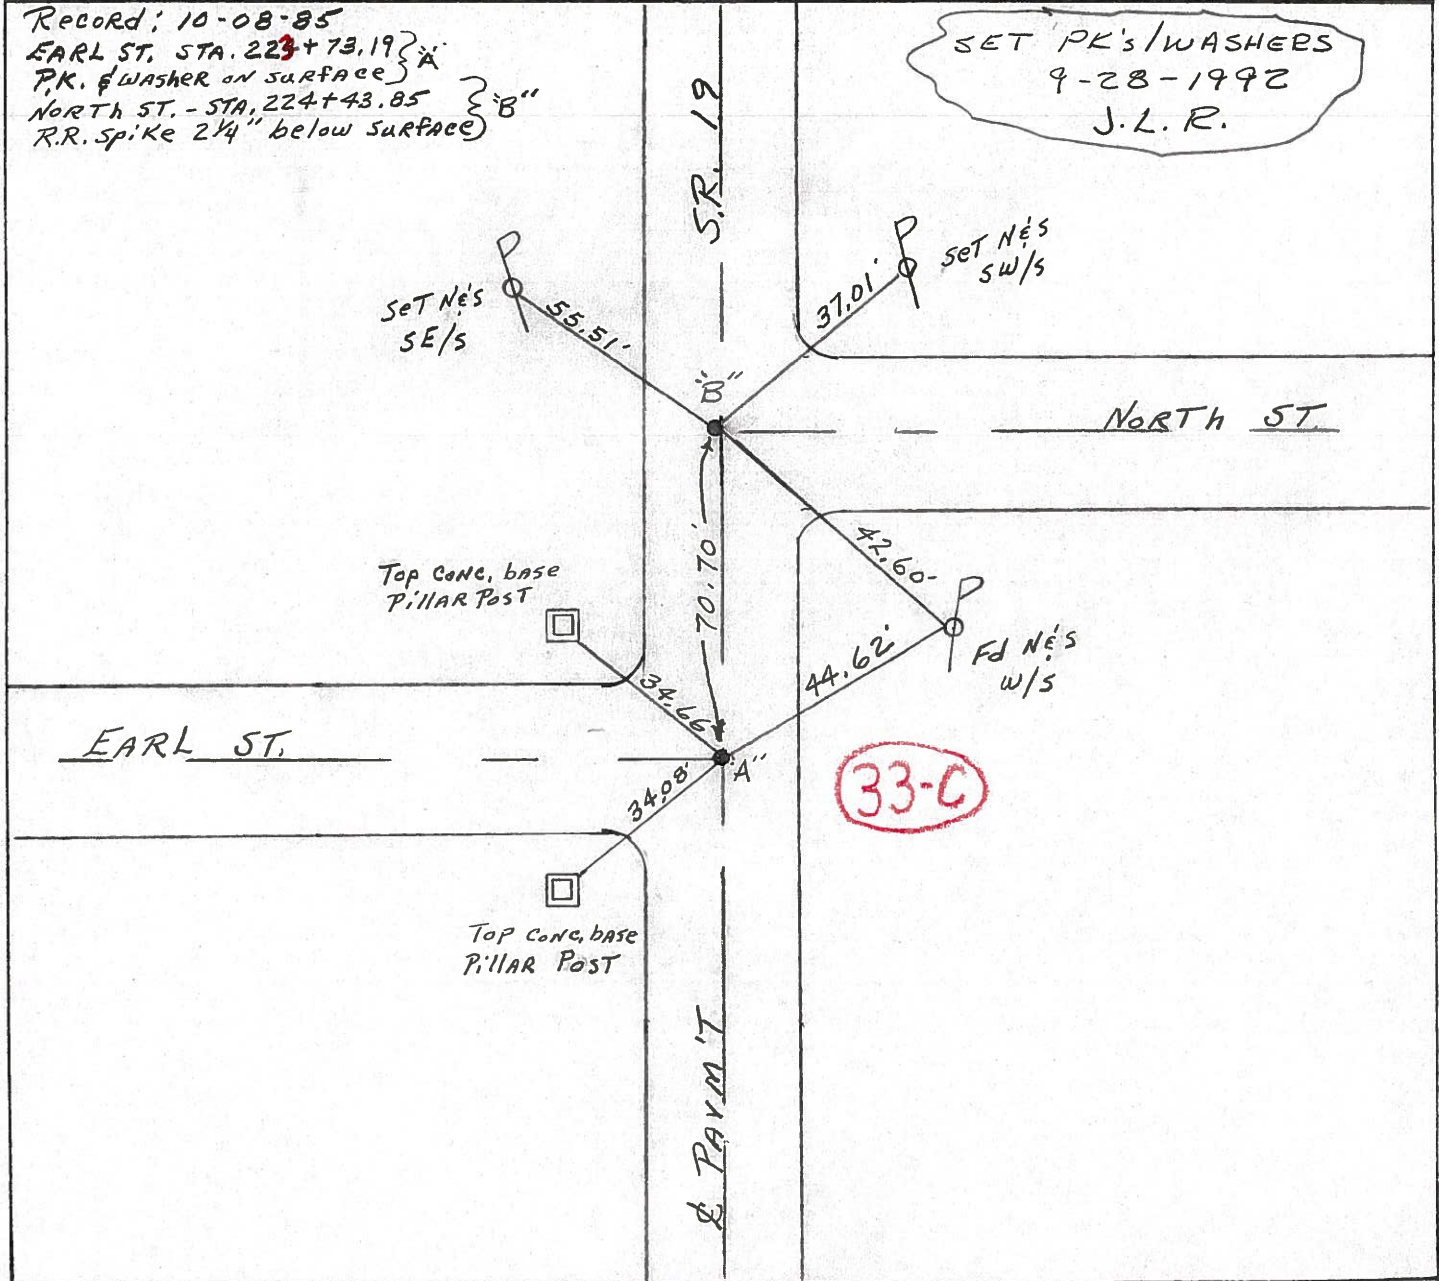 Record: 10-08-85
EARL ST. STA. 223+73.19 } "A"
P.K. & WASHER ON SURFACE
NORTH ST. - STA. 224+43.85 } "B"
R.R. SPIKE 2 1/4" below SURFACE
SET PK's/WASHERS
9-28-1992
J.L.R.
S.R. 19
SET N&S
SE/S
55.51'
37.01'
SET N&S
SW/S
"B"
NORTH ST.
70.70'
42.60'
Top CONC. base
PillAR POST
34.66'
44.62'
Fd N&S
W/S
EARL ST.
"A"
34.08'
33-C
Top CONC. bASE
PillAR POST
℄ PAVM'T